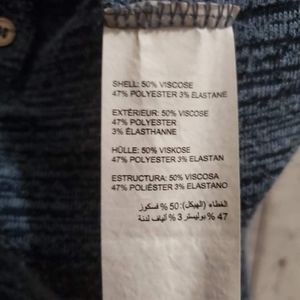 SHELL: 50% VISCOSE
47% POLYESTER 3% ELASTANE
EXTÉRIEUR: 50% VISCOSE
47% POLYESTER
3% ÉLASTHANNE
HÜLLE: 50% VISKOSE
47% POLYESTER 3% ELASTAN
ESTRUCTURA: 50% VISCOSA
47% POLIÉSTER 3% ELASTANO
الغطاء (الهيكل): 50 % فسكوز
47 % بوليستر 3 % ألياف لدنة